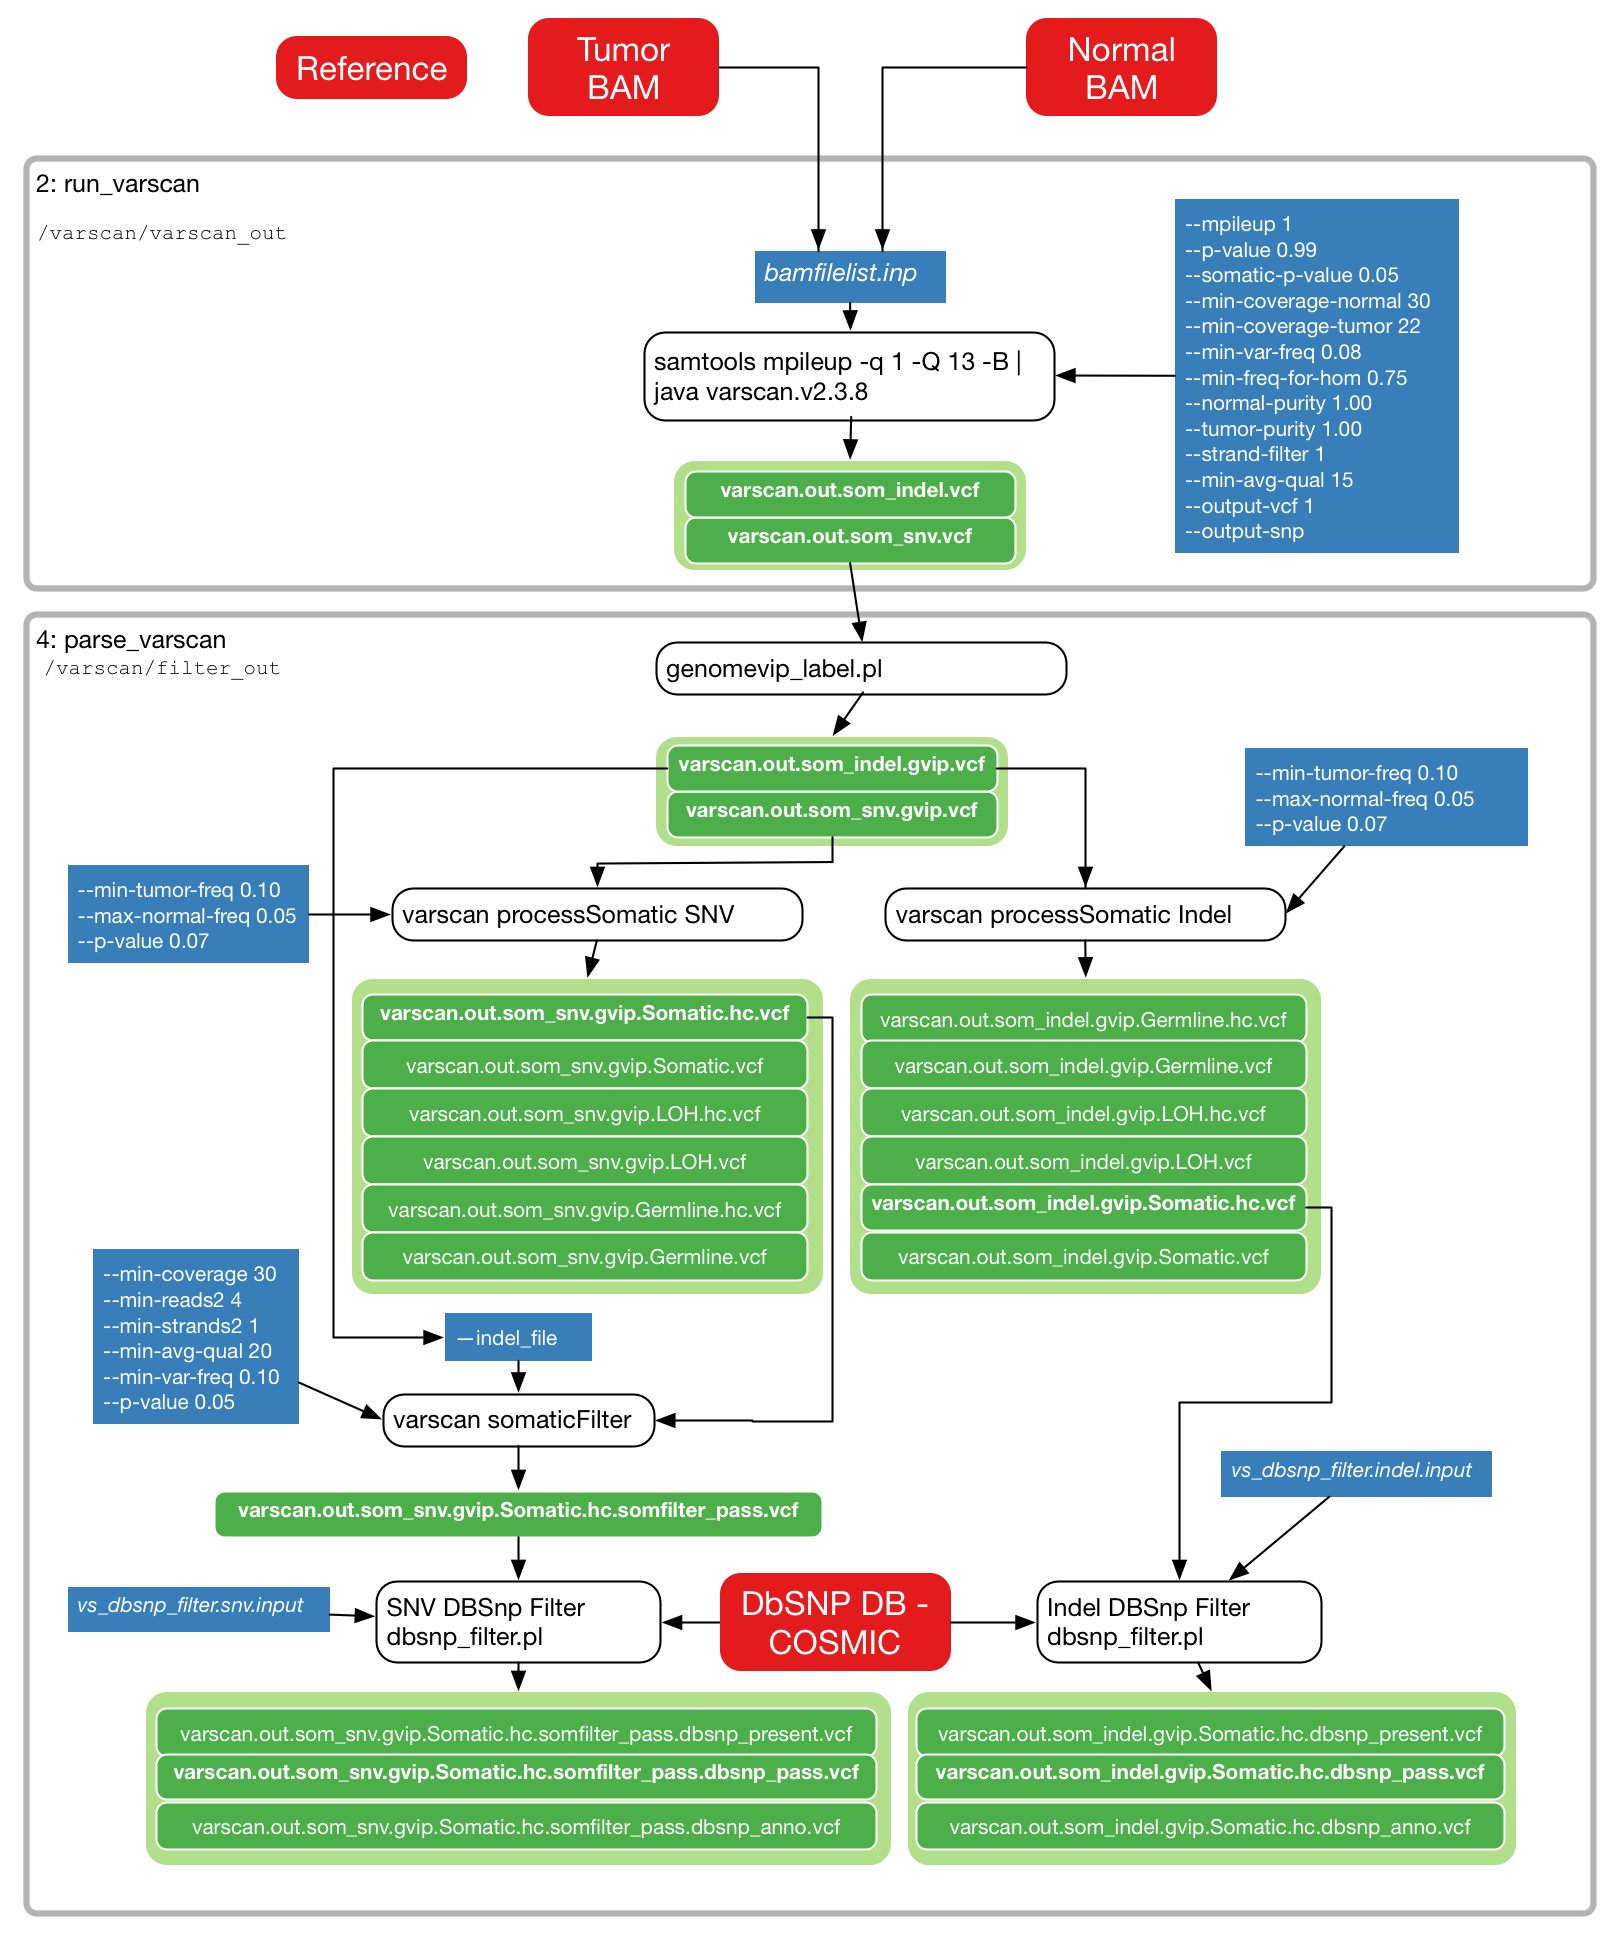 Reference
Tumor
BAM
Normal
BAM
2: run_varscan
/varscan/varscan_out
bamfilelist.inp
--mpileup 1
--p-value 0.99
--somatic-p-value 0.05
--min-coverage-normal 30
--min-coverage-tumor 22
--min-var-freq 0.08
--min-freq-for-hom 0.75
--normal-purity 1.00
--tumor-purity 1.00
--strand-filter 1
--min-avg-qual 15
--output-vcf 1
--output-snp
samtools mpileup -q 1 -Q 13 -B |
java varscan.v2.3.8
varscan.out.som_indel.vcf
varscan.out.som_snv.vcf
4: parse_varscan
/varscan/filter_out
genomevip_label.pl
varscan.out.som_indel.gvip.vcf
varscan.out.som_snv.gvip.vcf
--min-tumor-freq 0.10
--max-normal-freq 0.05
--p-value 0.07
--min-tumor-freq 0.10
--max-normal-freq 0.05
--p-value 0.07
varscan processSomatic SNV
varscan processSomatic Indel
varscan.out.som_snv.gvip.Somatic.hc.vcf
varscan.out.som_snv.gvip.Somatic.vcf
varscan.out.som_snv.gvip.LOH.hc.vcf
varscan.out.som_snv.gvip.LOH.vcf
varscan.out.som_snv.gvip.Germline.hc.vcf
varscan.out.som_snv.gvip.Germline.vcf
varscan.out.som_indel.gvip.Germline.hc.vcf
varscan.out.som_indel.gvip.Germline.vcf
varscan.out.som_indel.gvip.LOH.hc.vcf
varscan.out.som_indel.gvip.LOH.vcf
varscan.out.som_indel.gvip.Somatic.hc.vcf
varscan.out.som_indel.gvip.Somatic.vcf
--min-coverage 30
--min-reads2 4
--min-strands2 1
--min-avg-qual 20
--min-var-freq 0.10
--p-value 0.05
—indel_file
varscan somaticFilter
varscan.out.som_snv.gvip.Somatic.hc.somfilter_pass.vcf
vs_dbsnp_filter.indel.input
vs_dbsnp_filter.snv.input
SNV DBSnp Filter
dbsnp_filter.pl
DbSNP DB -
COSMIC
Indel DBSnp Filter
dbsnp_filter.pl
varscan.out.som_snv.gvip.Somatic.hc.somfilter_pass.dbsnp_present.vcf
varscan.out.som_snv.gvip.Somatic.hc.somfilter_pass.dbsnp_pass.vcf
varscan.out.som_snv.gvip.Somatic.hc.somfilter_pass.dbsnp_anno.vcf
varscan.out.som_indel.gvip.Somatic.hc.dbsnp_present.vcf
varscan.out.som_indel.gvip.Somatic.hc.dbsnp_pass.vcf
varscan.out.som_indel.gvip.Somatic.hc.dbsnp_anno.vcf